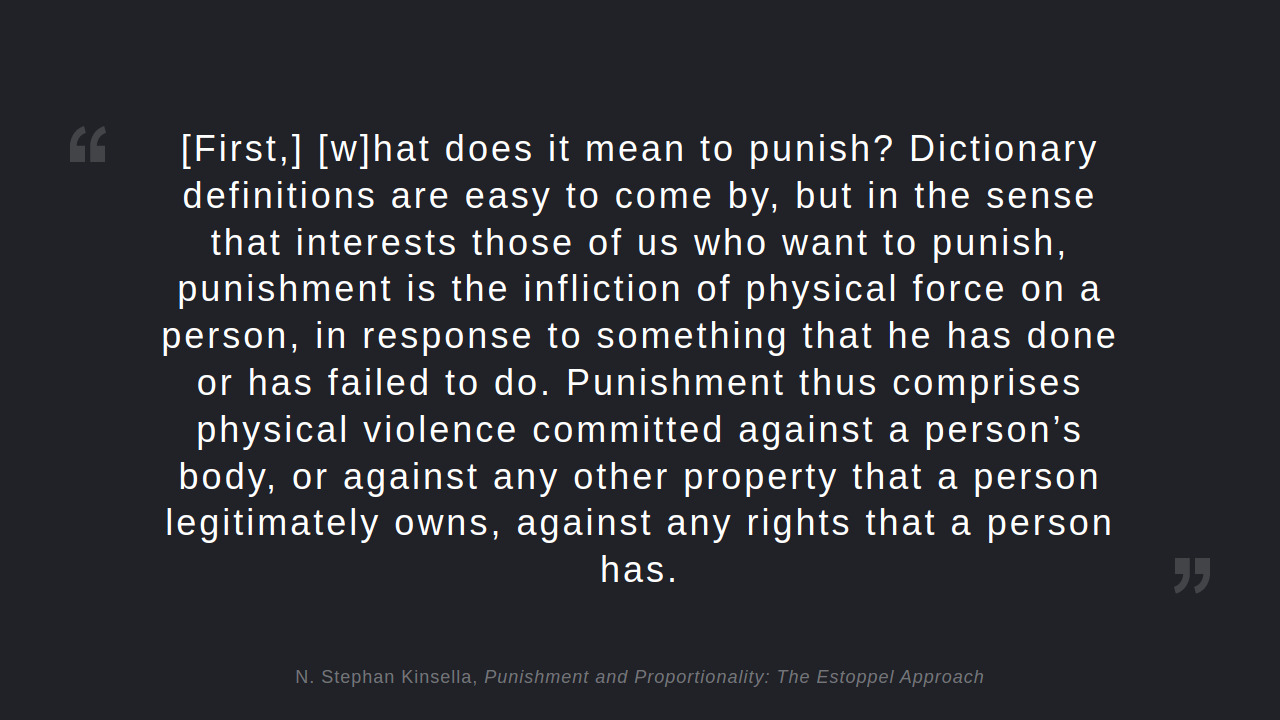 “
[First,] [w]hat does it mean to punish? Dictionary
definitions are easy to come by, but in the sense
that interests those of us who want to punish,
punishment is the infliction of physical force on a
person, in response to something that he has done
or has failed to do. Punishment thus comprises
physical violence committed against a person’s
body, or against any other property that a person
legitimately owns, against any rights that a person
has.
”
N. Stephan Kinsella, Punishment and Proportionality: The Estoppel Approach